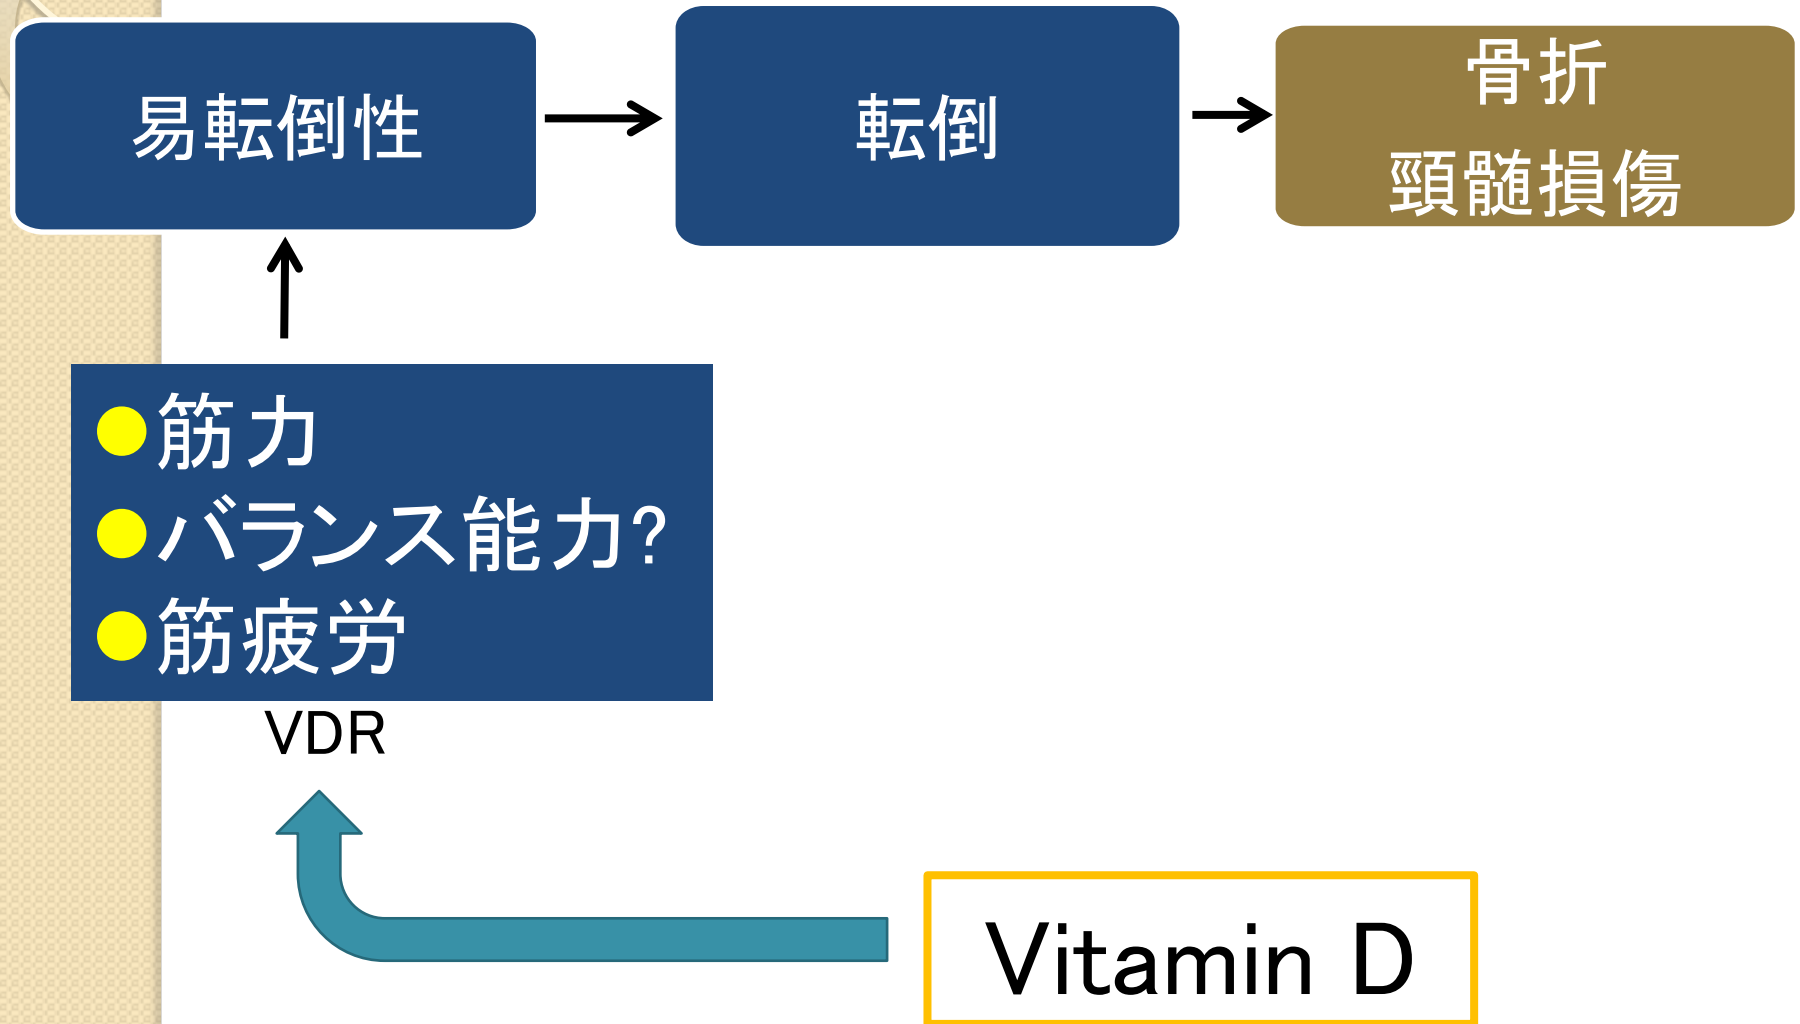 易転倒性
転倒
骨折
頸髄損傷
●筋力
●バランス能力?
●筋疲労
VDR
Vitamin D